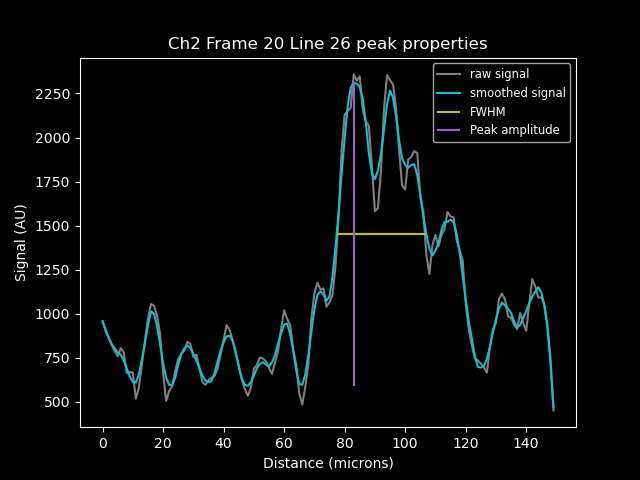 Ch2 Frame 20 Line 26 peak properties
raw signal
smoothed signal
FWHM
Peak amplitude
2250
2000
1750
1500
1250
1000
750
500
Signal (AU)
0 20 40 60 80 100 120 140
Distance (microns)